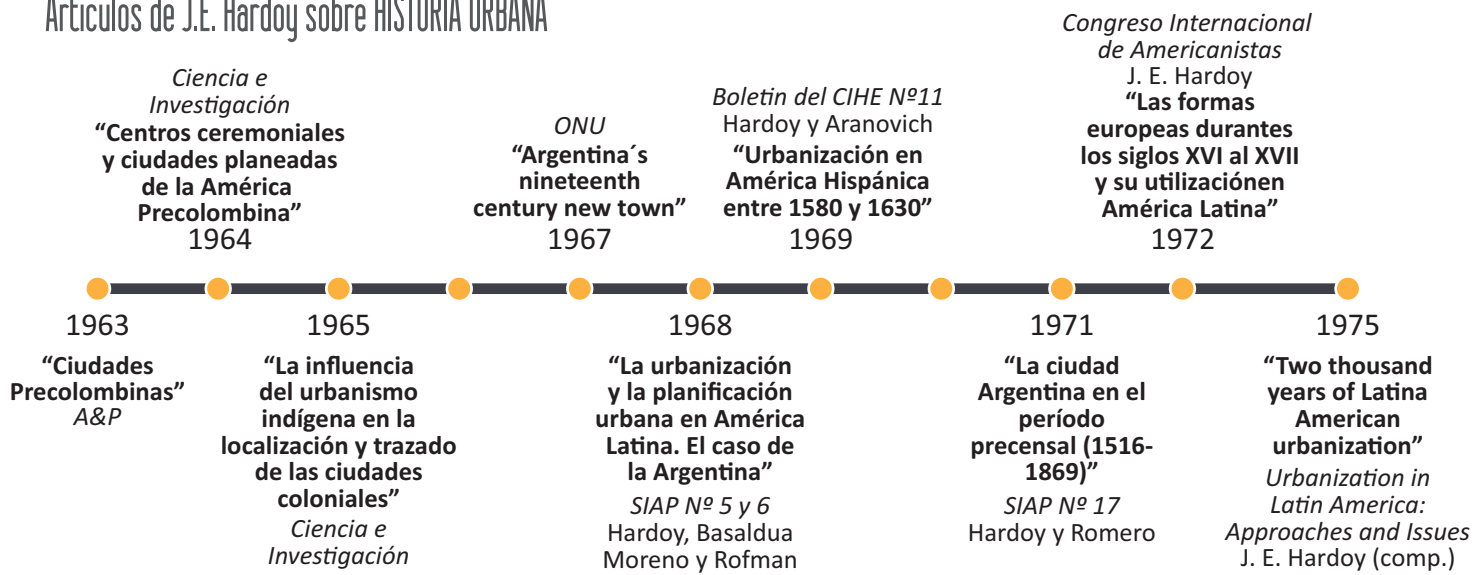 Artículos de J.E. Hardoy sobre HISTORIA URBANA
Ciencia e
Investigación
“Centros ceremoniales
y ciudades planeadas
de la América
Precolombina”
1964
ONU
“Argentina´s
nineteenth
century new town”
1967
Boletin del CIHE Nº11
Hardoy y Aranovich
“Urbanización en
América Hispánica
entre 1580 y 1630”
1969
Congreso Internacional
de Americanistas
J. E. Hardoy
“Las formas
europeas durantes
los siglos XVI al XVII
y su utilizaciónen
América Latina”
1972
1963
“Ciudades
Precolombinas”
A&P
1965
“La influencia
del urbanismo
indígena en la
localización y trazado
de las ciudades
coloniales”
Ciencia e
Investigación
1968
“La urbanización
y la planificación
urbana en América
Latina. El caso de
la Argentina”
SIAP Nº 5 y 6
Hardoy, Basaldua
Moreno y Rofman
1971
“La ciudad
Argentina en el
período
precensal (1516-
1869)”
SIAP Nº 17
Hardoy y Romero
1975
“Two thousand
years of Latina
American
urbanization”
Urbanization in
Latin America:
Approaches and Issues
J. E. Hardoy (comp.)